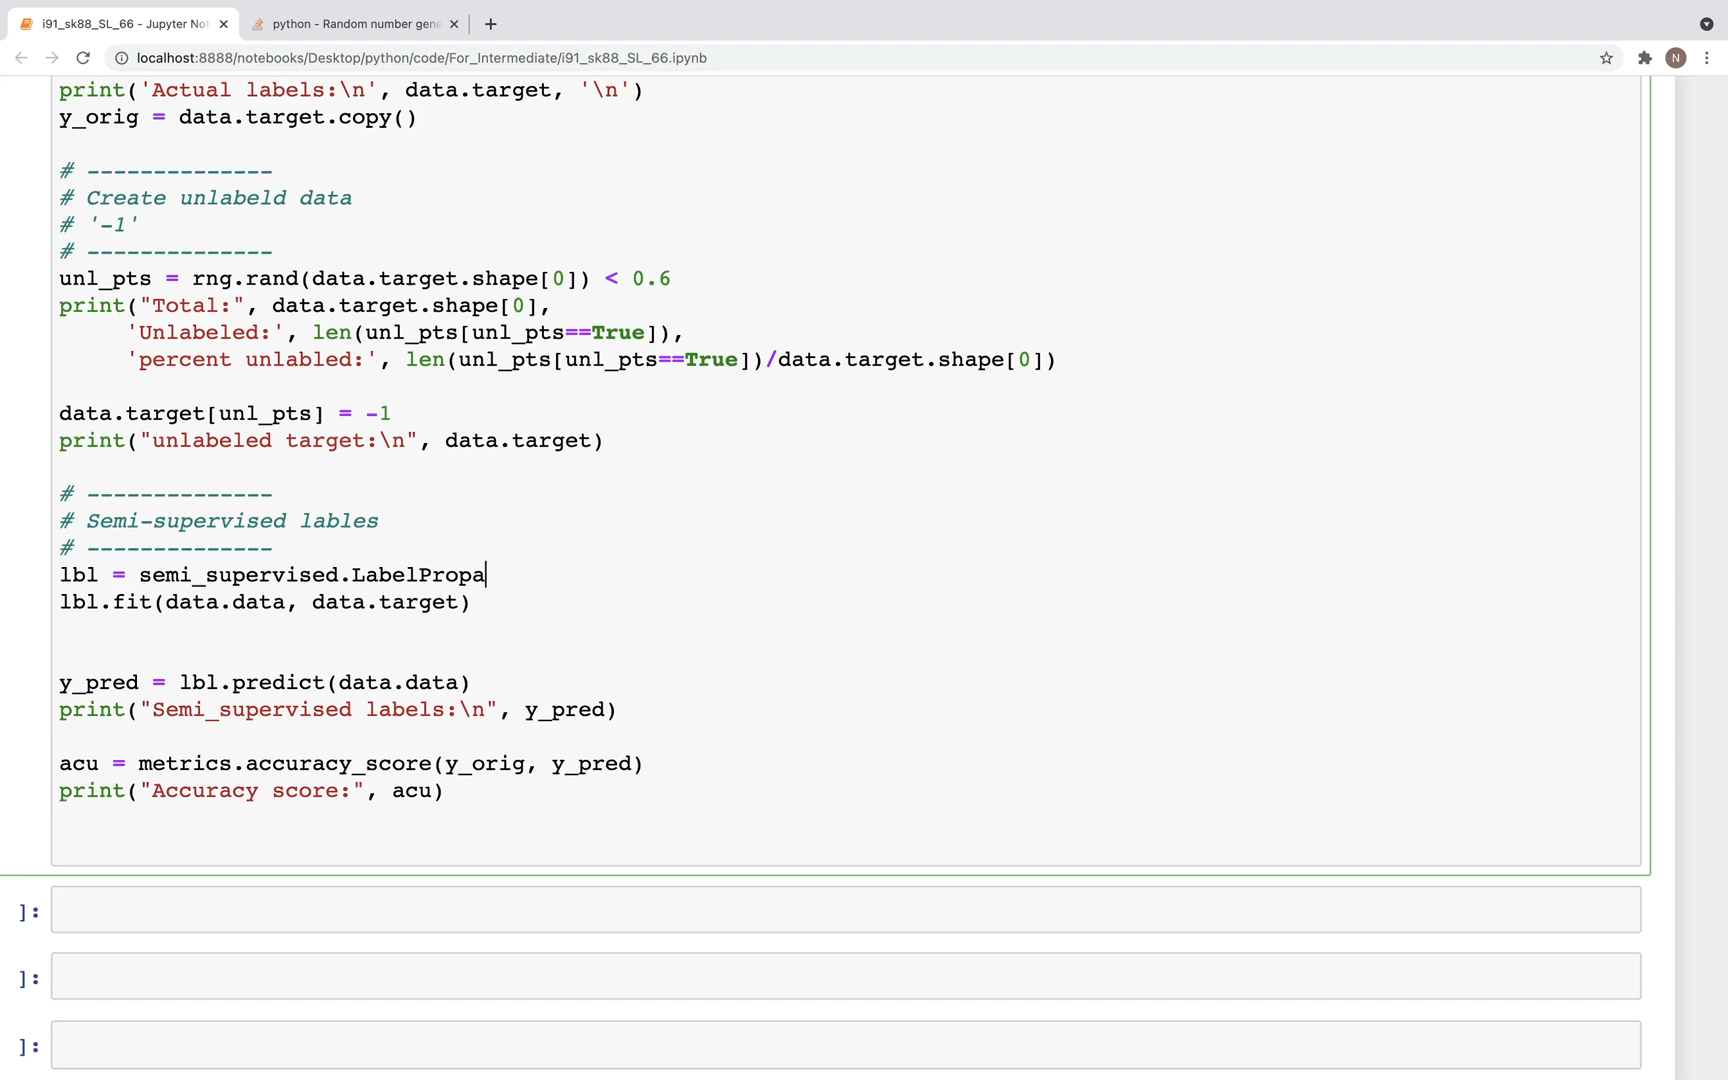 i91_sk88_SL_66 - Jupyter Not
python - Random number gene
localhost:8888/notebooks/Desktop/python/code/For_Intermediate/i91_sk88_SL_66.ipynb
N
print('Actual labels:\n', data.target, '\n')
y_orig = data.target.copy()
# --------------
# Create unlabeld data
# '-1'
# --------------
unl_pts = rng.rand(data.target.shape[0]) < 0.6
print("Total:", data.target.shape[0],
'Unlabeled:', len(unl_pts[unl_pts==True]),
'percent unlabled:', len(unl_pts[unl_pts==True])/data.target.shape[0])
data.target[unl_pts] = -1
print("unlabeled target:\n", data.target)
# --------------
# Semi-supervised lables
# --------------
lbl = semi_supervised.LabelPropa
lbl.fit(data.data, data.target)
y_pred = lbl.predict(data.data)
print("Semi_supervised labels:\n", y_pred)
acu = metrics.accuracy_score(y_orig, y_pred)
print("Accuracy score:", acu)
]:
]:
]: